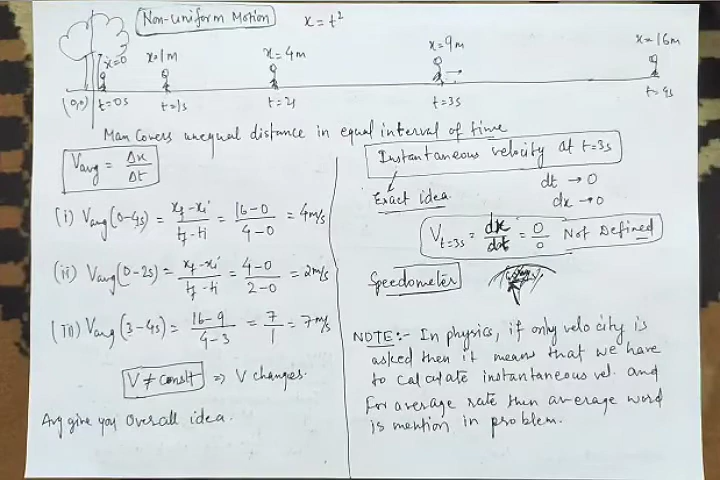 Non-uniform Motion x = t²
x=0 x=1m x=4m x=9m x=16m
(0,0) t=0s t=1s t=2s t=3s t=4s
Man Covers unequal distance in equal interval of time
Vavg = Δx/Δt
(i) Vavg(0-4s) = xf-xi/tf-ti = 16-0/4-0 = 4m/s
(ii) Vavg(0-2s) = xf-xi/tf-ti = 4-0/2-0 = 2m/s
(iii) Vavg(3-4s) = 16-9/4-3 = 7/1 = 7m/s
V ≠ constt ⇒ V changes.
Avg give you overall idea.
Instantaneous velocity at t=3s
Exact idea
dt → 0
dx → 0
Vt=3s = dx/dt = 0/0 Not Defined
Speedometer
NOTE:- In physics, if only velocity is
asked then it means that we have
to calculate instantaneous vel. and
for average rate then average word
is mention in problem.